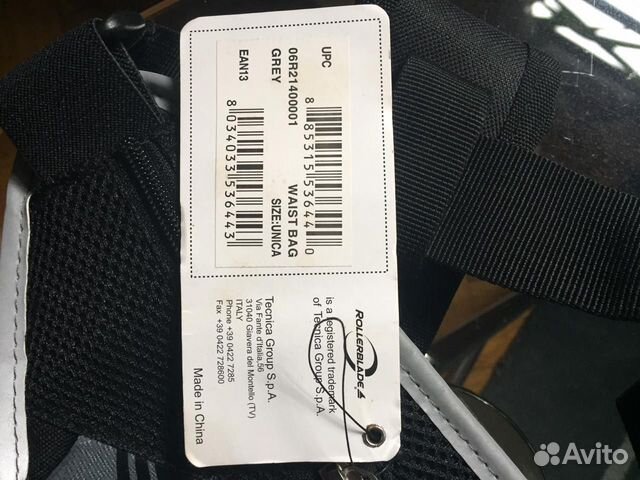 UPC
8 85315 53644 0
06R21400001 WAIST BAG
GREY SIZE:UNICA
EAN13
8 034033 536443
ROLLERBLADE
is a registered trademark
of Tecnica Group S.p.A.
Tecnica Group S.p.A.
Via Fante d'Italia,56
31040 Giavera del Montello (TV)
ITALY
Phone +39 0422 7285
Fax +39 0422 728600
Made in China
Avito